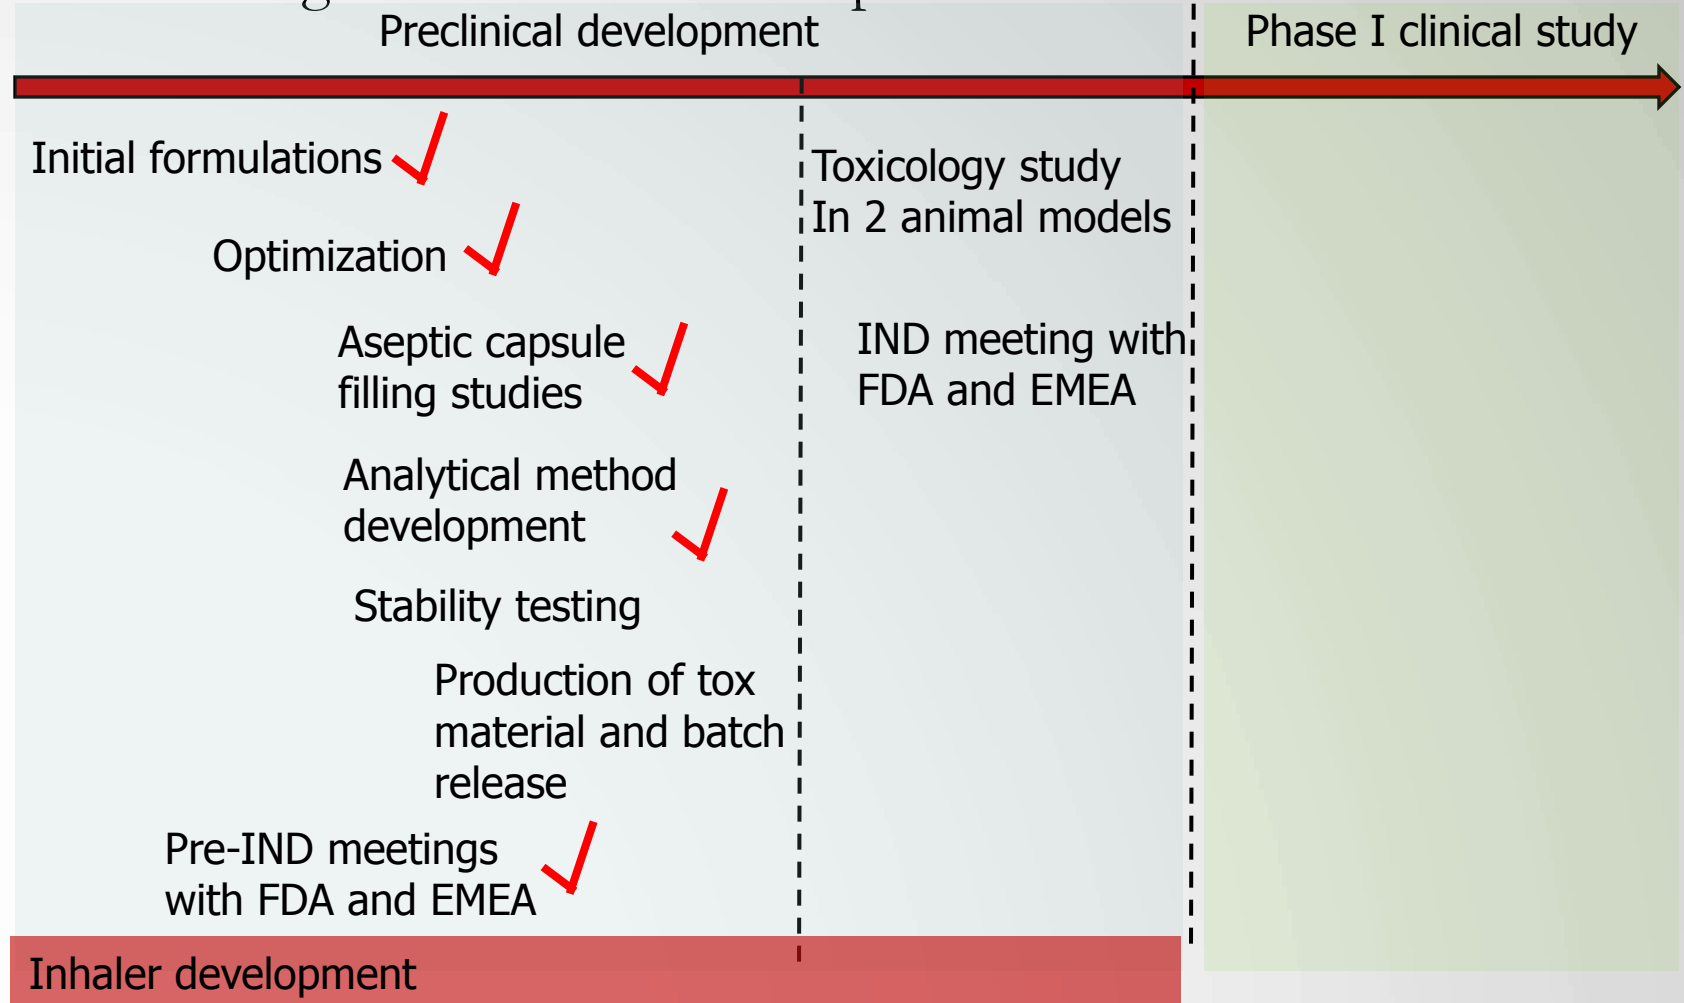 Preclinical development
Phase I clinical study
Initial formulations
Optimization
Aseptic capsule
filling studies
Analytical method
development
Stability testing
Production of tox
material and batch
release
Pre-IND meetings
with FDA and EMEA
Toxicology study
In 2 animal models
IND meeting with
FDA and EMEA
Inhaler development